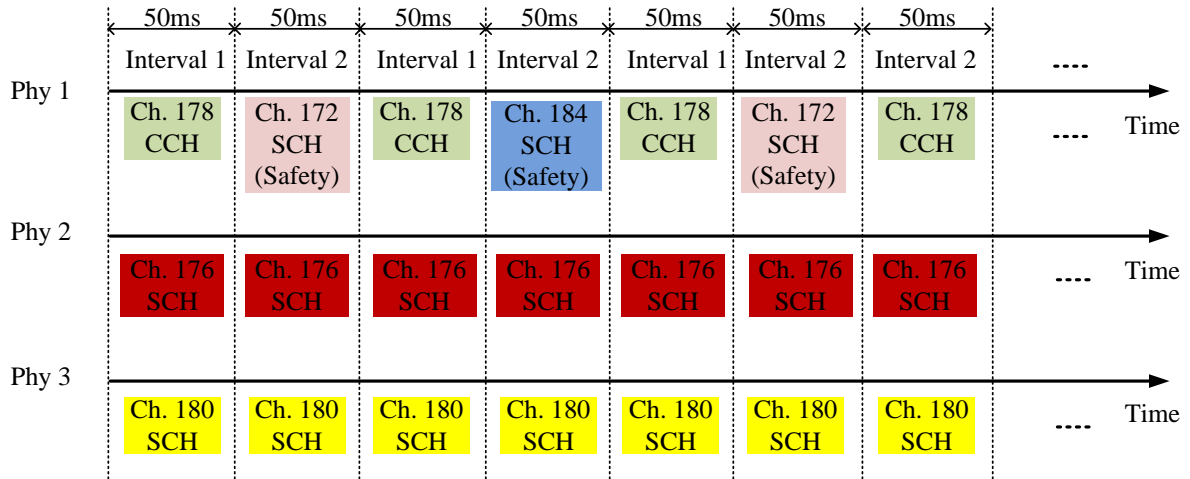 50ms 50ms 50ms 50ms 50ms 50ms 50ms
Interval 1 Interval 2 Interval 1 Interval 2 Interval 1 Interval 2 Interval 2 ....
Phy 1
Ch. 178 Ch. 172 Ch. 178 Ch. 184 Ch. 178 Ch. 172 Ch. 178 .... Time
CCH SCH CCH SCH CCH SCH CCH
(Safety) (Safety) (Safety)
Phy 2
Ch. 176 Ch. 176 Ch. 176 Ch. 176 Ch. 176 Ch. 176 Ch. 176 .... Time
SCH SCH SCH SCH SCH SCH SCH
Phy 3
Ch. 180 Ch. 180 Ch. 180 Ch. 180 Ch. 180 Ch. 180 Ch. 180 .... Time
SCH SCH SCH SCH SCH SCH SCH